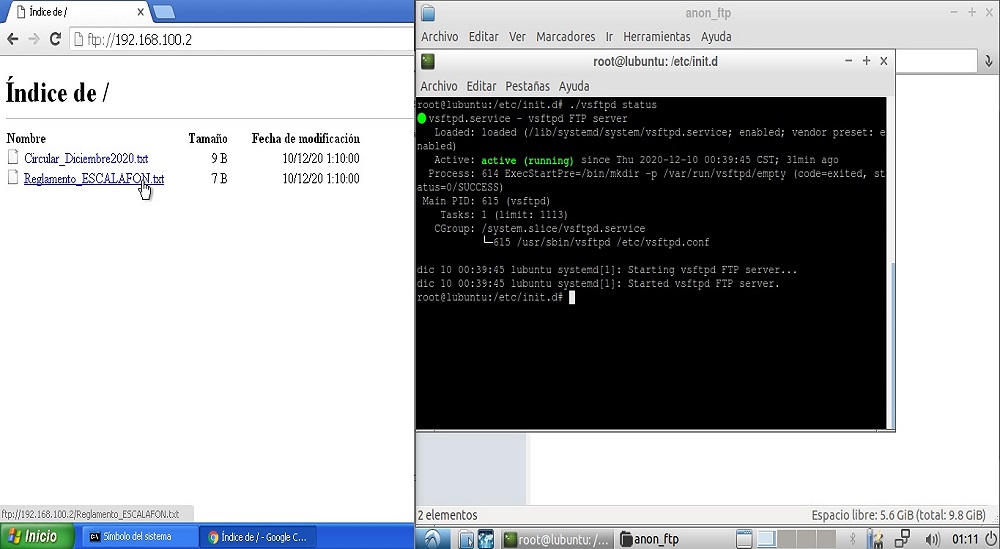 Índice de /
ftp://192.168.100.2
Índice de /
Nombre Tamaño Fecha de modificación
Circular_Diciembre2020.txt 9 B 10/12/20 1:10:00
Reglamento_ESCALAFON.txt 7 B 10/12/20 1:10:00
ftp://192.168.100.2/Reglamento_ESCALAFON.txt
Inicio
Símbolo del sistema
Índice de / - Google C...
anon_ftp
Archivo Editar Ver Marcadores Ir Herramientas Ayuda
root@lubuntu: /etc/init.d
Archivo Editar Pestañas Ayuda
root@lubuntu:/etc/init.d# ./vsftpd status
vsftpd.service - vsftpd FTP server
Loaded: loaded (/lib/systemd/system/vsftpd.service; enabled; vendor preset: e
nabled)
Active: active (running) since Thu 2020-12-10 00:39:45 CST; 31min ago
Process: 614 ExecStartPre=/bin/mkdir -p /var/run/vsftpd/empty (code=exited, st
atus=0/SUCCESS)
Main PID: 615 (vsftpd)
Tasks: 1 (limit: 1113)
CGroup: /system.slice/vsftpd.service
└─615 /usr/sbin/vsftpd /etc/vsftpd.conf
dic 10 00:39:45 lubuntu systemd[1]: Starting vsftpd FTP server...
dic 10 00:39:45 lubuntu systemd[1]: Started vsftpd FTP server.
root@lubuntu:/etc/init.d#
2 elementos
Espacio libre: 5.6 GiB (total: 9.8 GiB)
root@lubuntu: /...
anon_ftp
01:11